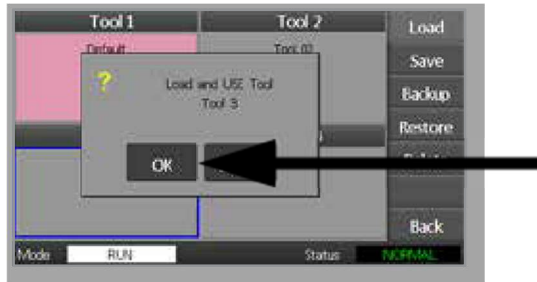 Tool 1 Tool 2 Load
Default Tool 02
Save
? Load and USE Tool
Tool 3
Backup
Restore
OK
Back
Mode RUN Status NORMAL